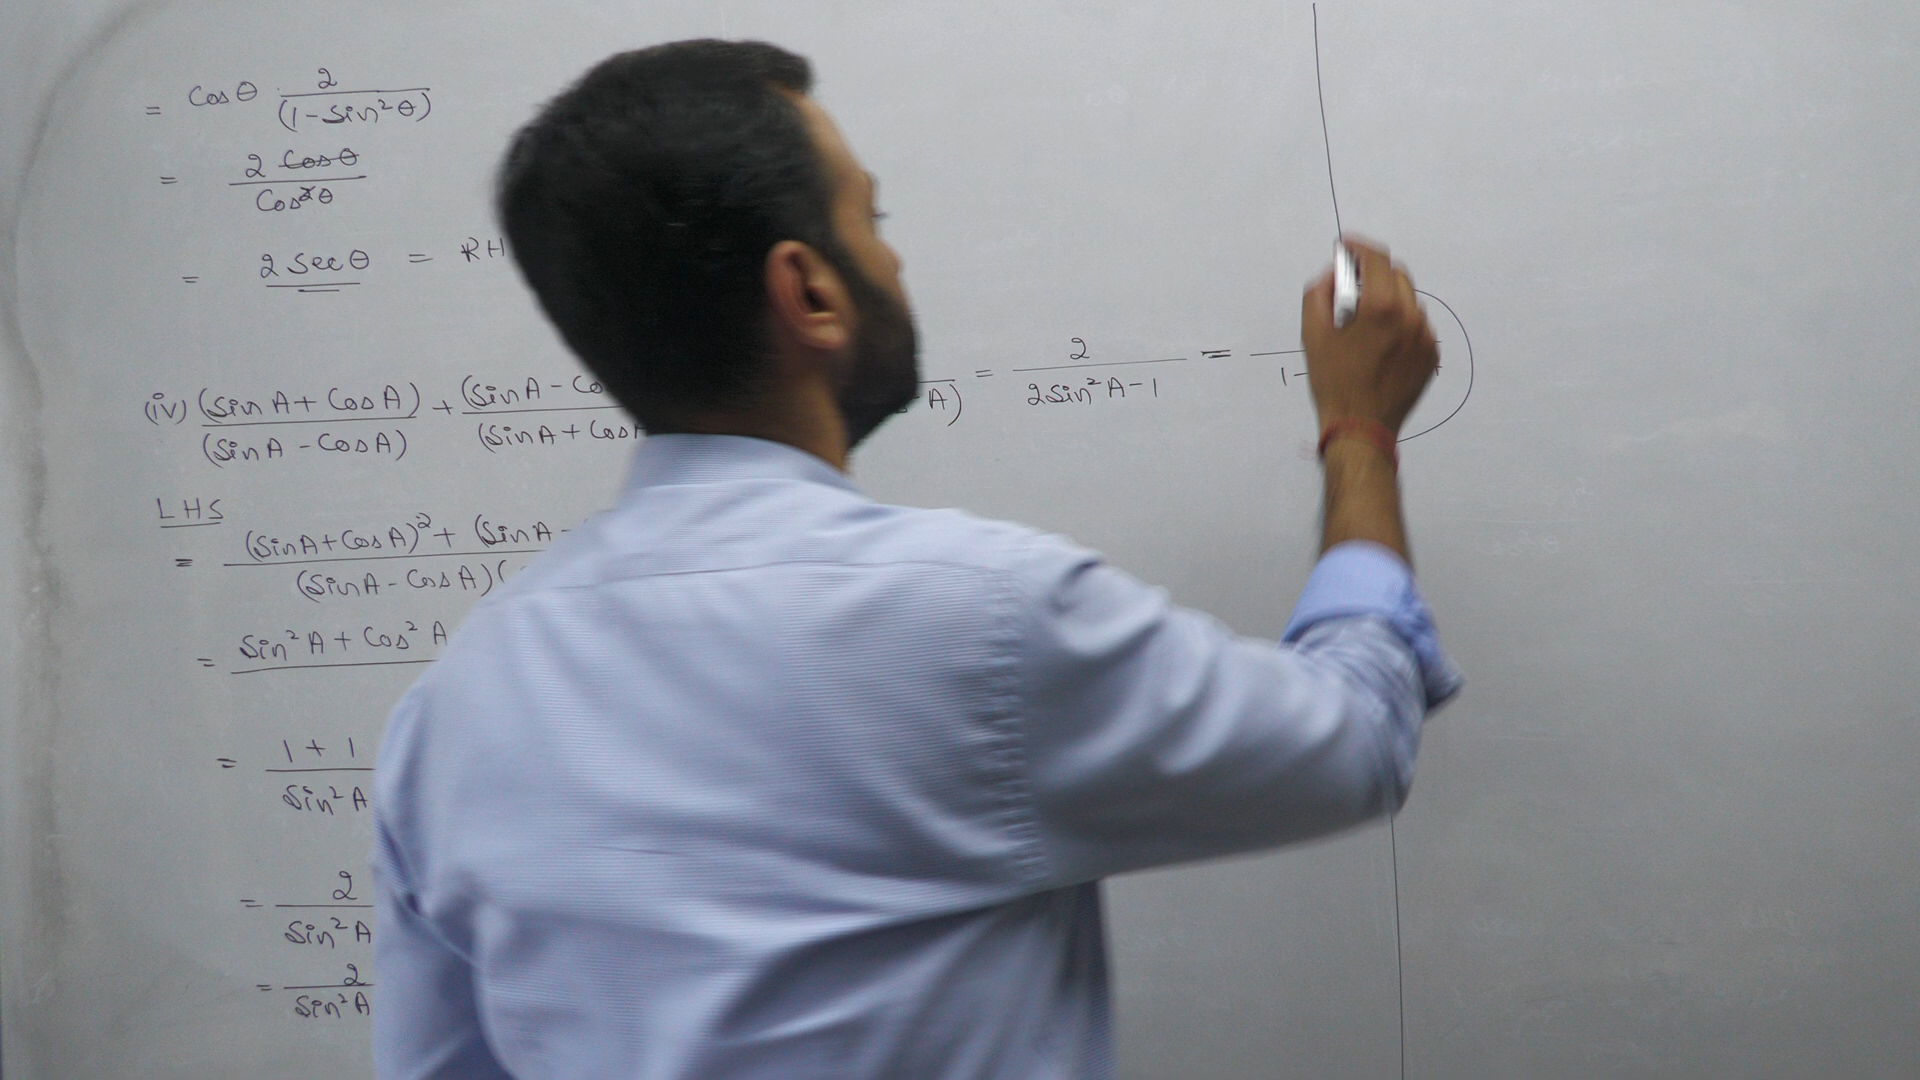 = Cosθ 2/(1-Sin²θ)
= 2 Cosθ/Cos²θ
= 2 Secθ = RH
(iv) (SinA + CosA)/(SinA - CosA) + (SinA - Co/(SinA + CosA A) = 2/(2Sin²A-1) = 1-
LHS
= (SinA+CosA)² + (SinA -/(SinA - CosA)(
= Sin²A + Cos²A
= 1 + 1/Sin²A
= 2/Sin²A
= 2/Sin²A